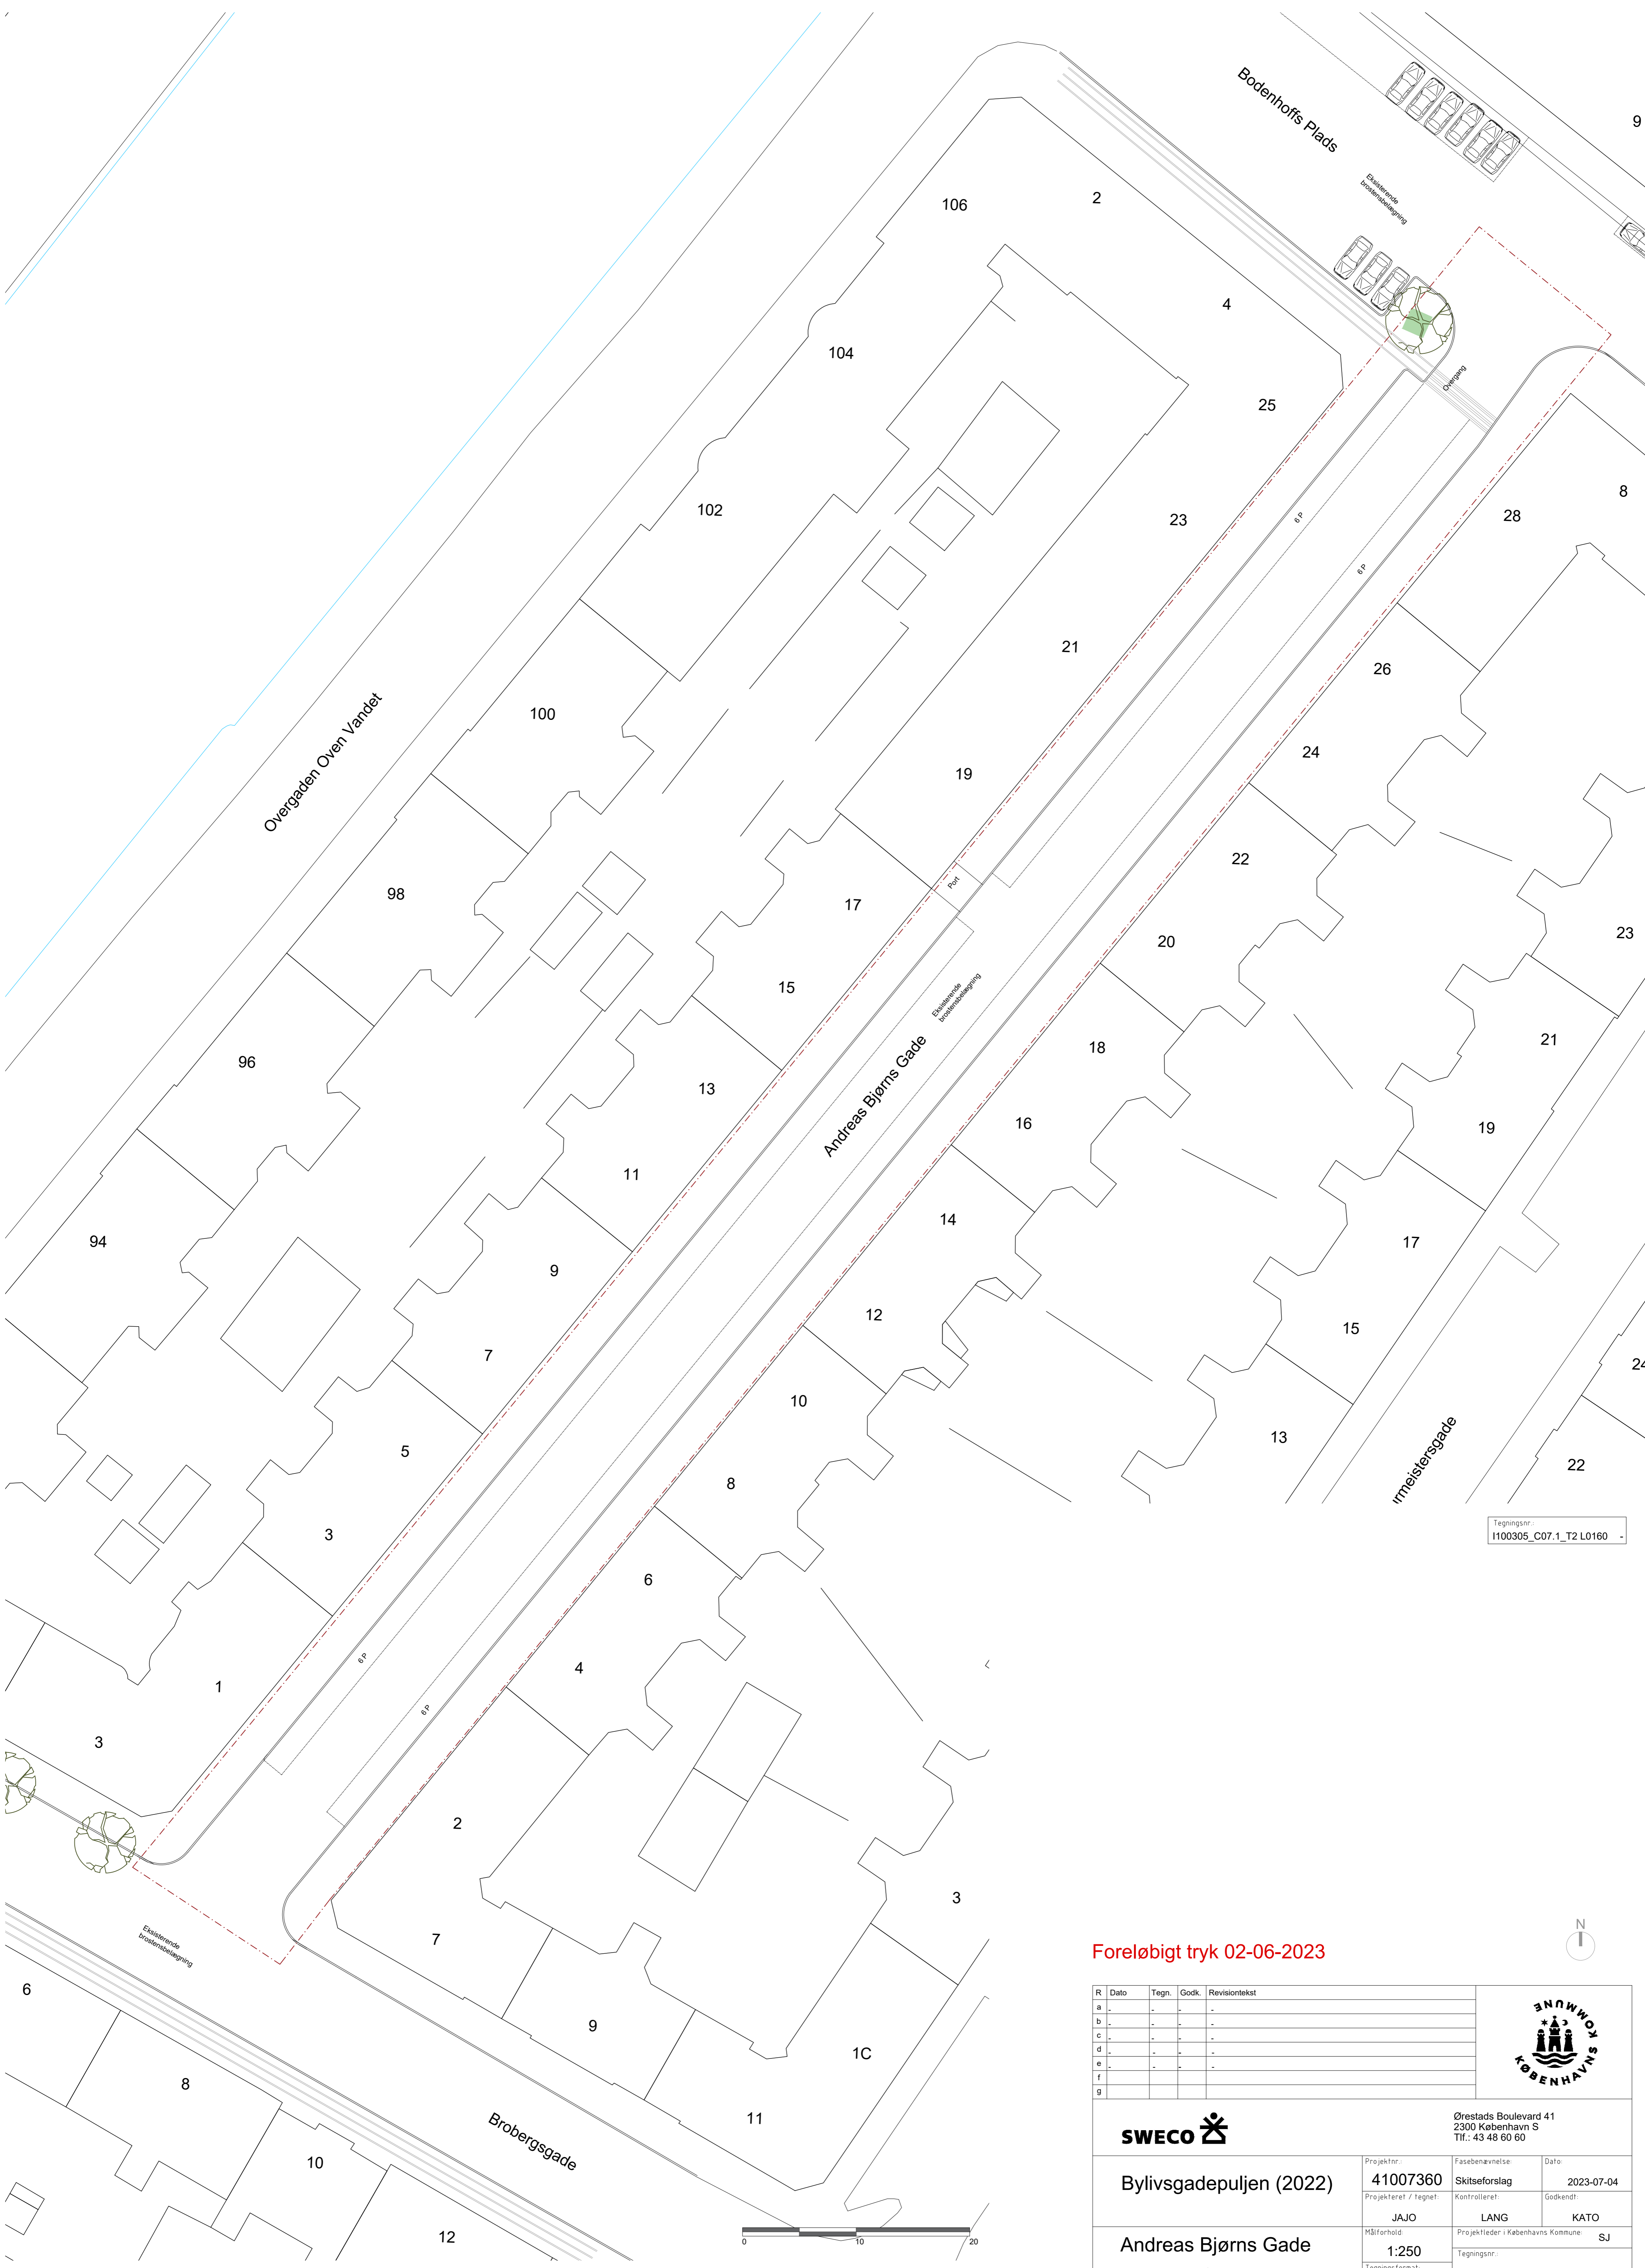 Bodenhoffs Plads
9
Eksisterende
brostensbelægning
106
2
4
104
25
Overgang
102
23
6 P
6 P
28
8
21
26
100
Overgaden Oven Vandet
19
24
Port
22
98
17
20
23
15
Eksisterende
brostensbelægning
Andreas Bjørns Gade
18
21
96
13
16
19
11
14
17
94
9
12
15
7
24
10
5
13
22
8
urmeistersgade
3
6
Tegningsnr.:
I100305_C07.1_T2 L0160 -
6 P
4
1
6 P
3
2
3
7
Eksisterende
brostensbelægning
6
9
1C
8
11
Brobergsgade
10
12
0 10 20
N
Foreløbigt tryk 02-06-2023
R Dato Tegn. Godk. Revisiontekst
a - - - -
b - - - -
c - - - -
d - - - -
e - - - -
f
g
KØBENHAVNS KOMMUNE
SWECO
Ørestads Boulevard 41
2300 København S
Tlf.: 43 48 60 60
Bylivsgadepuljen (2022)
Projektnr.: Fasebenævnelse: Dato:
41007360 Skitseforslag 2023-07-04
Projekteret / tegnet: Kontrolleret: Godkendt:
JAJO LANG KATO
Andreas Bjørns Gade
Målforhold: Projektleder i Københavns Kommune: SJ
1:250
Tegningsnr.:
Tegningsformat: